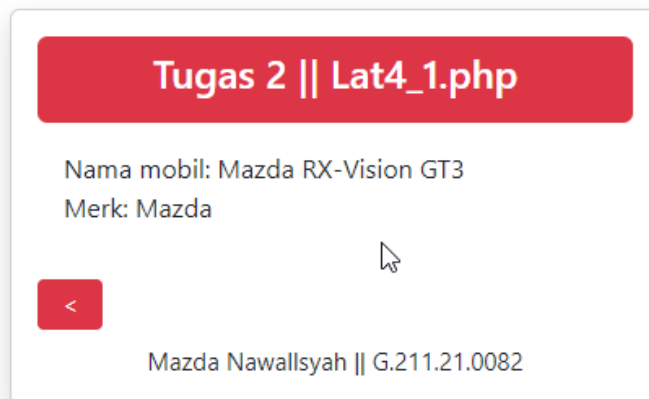 Tugas 2 || Lat4_1.php
Nama mobil: Mazda RX-Vision GT3
Merk: Mazda
<
Mazda Nawallsyah || G.211.21.0082